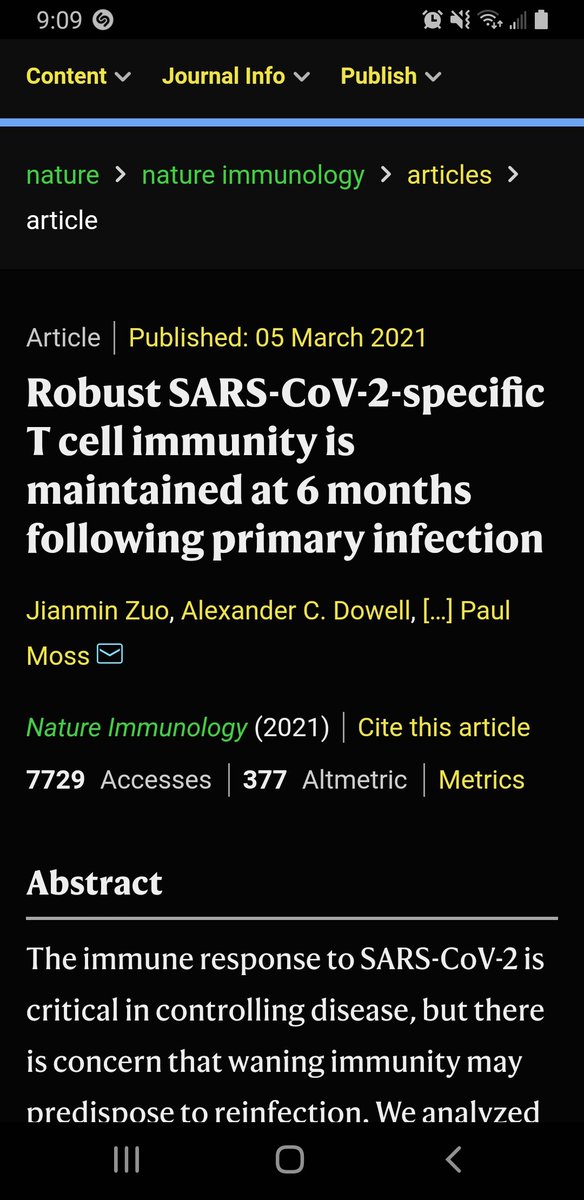 9:09
Content Journal Info Publish
nature > nature immunology > articles >
article
Article | Published: 05 March 2021
Robust SARS-CoV-2-specific
T cell immunity is
maintained at 6 months
following primary infection
Jianmin Zuo, Alexander C. Dowell, [...] Paul
Moss
Nature Immunology (2021) | Cite this article
7729 Accesses | 377 Altmetric | Metrics
Abstract
The immune response to SARS-CoV-2 is
critical in controlling disease, but there
is concern that waning immunity may
predispose to reinfection. We analyzed